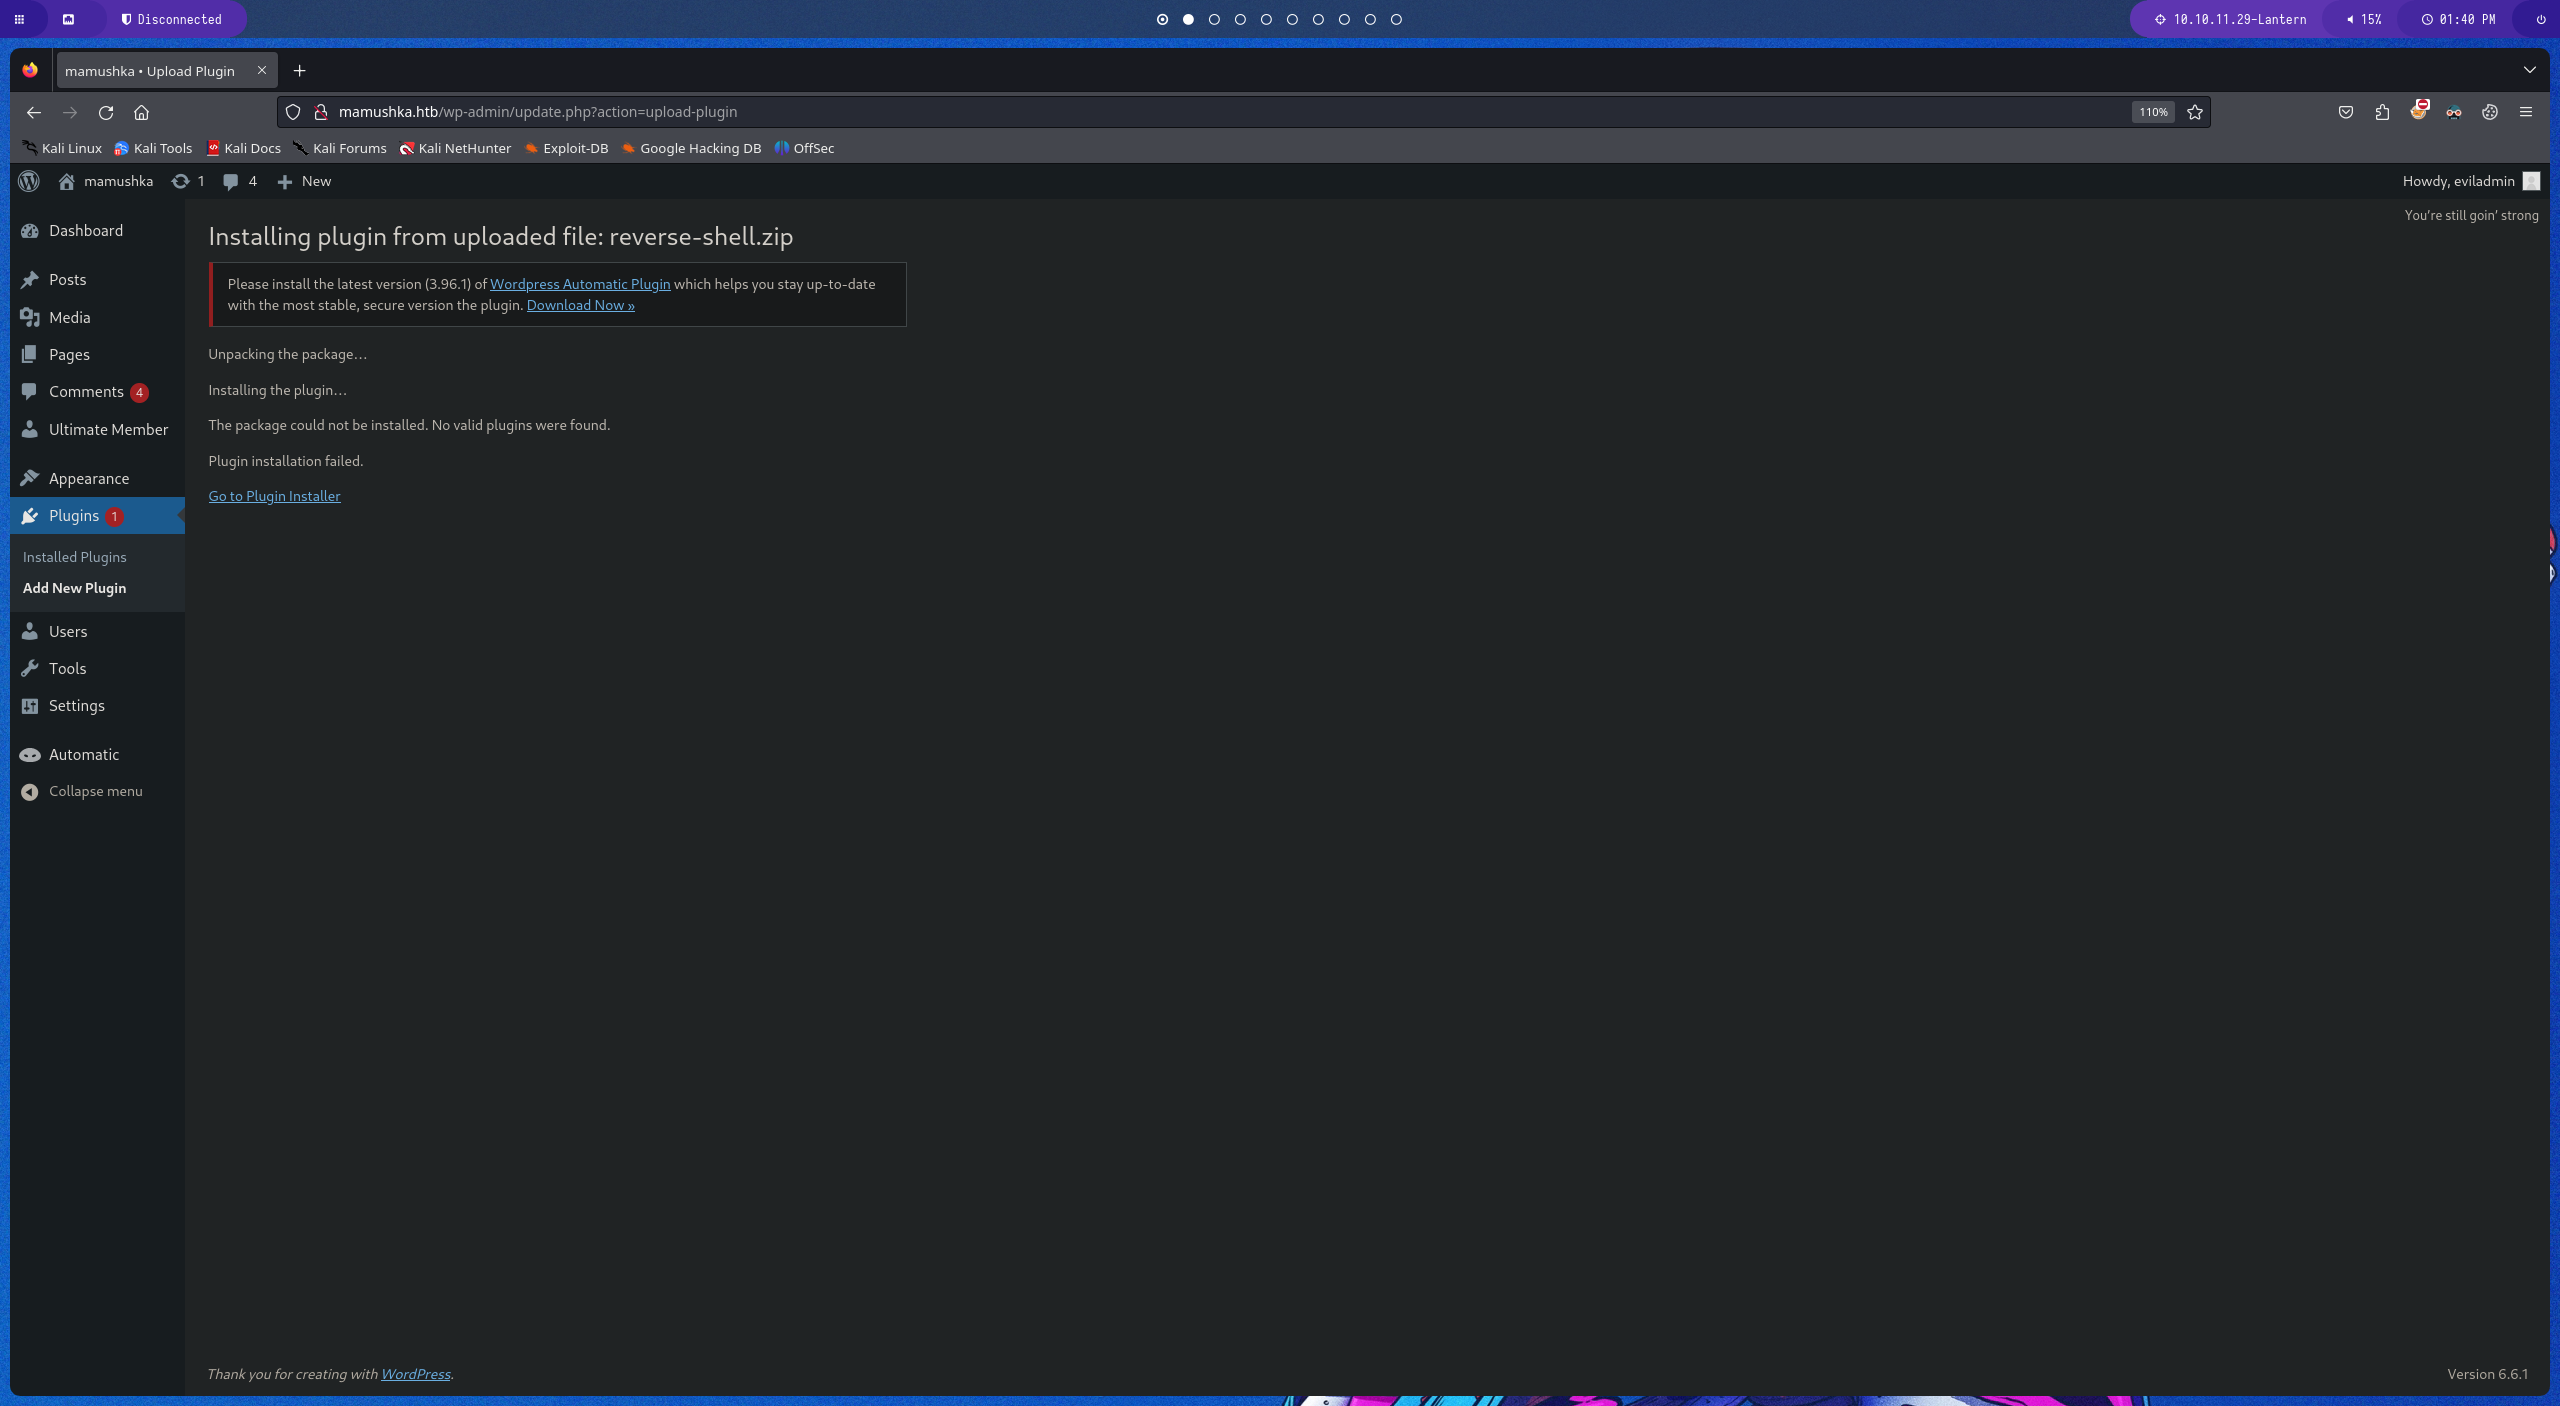 Disconnected
10.10.11.29-Lantern
15%
01:40 PM
mamushka • Upload Plugin
mamushka.htb/wp-admin/update.php?action=upload-plugin
110%
Kali Linux
Kali Tools
Kali Docs
Kali Forums
Kali NetHunter
Exploit-DB
Google Hacking DB
OffSec
mamushka
1
4
New
Howdy, eviladmin
You're still goin' strong
Dashboard
Posts
Media
Pages
Comments 4
Ultimate Member
Appearance
Plugins 1
Installed Plugins
Add New Plugin
Users
Tools
Settings
Automatic
Collapse menu
Installing plugin from uploaded file: reverse-shell.zip
Please install the latest version (3.96.1) of Wordpress Automatic Plugin which helps you stay up-to-date
with the most stable, secure version the plugin. Download Now »
Unpacking the package…
Installing the plugin…
The package could not be installed. No valid plugins were found.
Plugin installation failed.
Go to Plugin Installer
Thank you for creating with WordPress.
Version 6.6.1